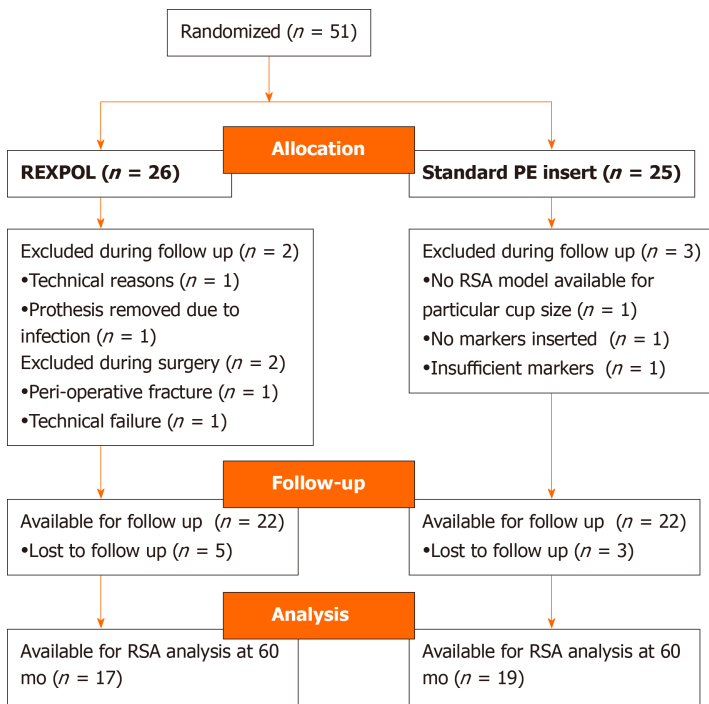 Randomized (n = 51)
Allocation
REXPOL (n = 26)
Standard PE insert (n = 25)
Excluded during follow up (n = 2)
•Technical reasons (n = 1)
•Prothesis removed due to
infection (n = 1)
Excluded during surgery (n = 2)
•Peri-operative fracture (n = 1)
•Technical failure (n = 1)
Excluded during follow up (n = 3)
•No RSA model available for
particular cup size (n = 1)
•No markers inserted (n = 1)
•Insufficient markers (n = 1)
Follow-up
Available for follow up (n = 22)
•Lost to follow up (n = 5)
Available for follow up (n = 22)
•Lost to follow up (n = 3)
Analysis
Available for RSA analysis at 60
mo (n = 17)
Available for RSA analysis at 60
mo (n = 19)